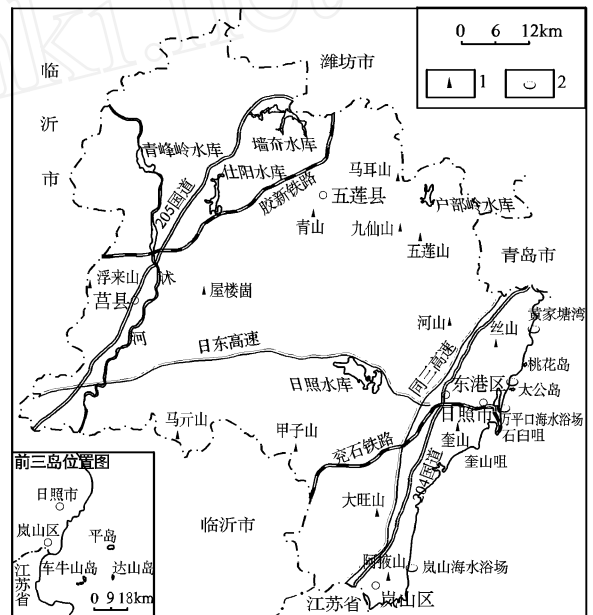 0 6 12km
1 2
潍坊市
临沂市
青峰岭水库
墙夼水库
仕阳水库
马耳山
胶新铁路
205国道
五莲县
户部岭水库
青山
九仙山
五莲山
青岛市
浮来山
沭河
莒县
屋楼崮
河山
丝山
黄家塘湾
日东高速
同三高速
桃花岛
日照水库
东港区
太公岛
日照市
万平口海水浴场
马亓山
甲子山
奎山
石臼咀
兖石铁路
奎山咀
前三岛位置图
204国道
日照市
大旺山
岚山区
平岛
临沂市
阿掖山
岚山海水浴场
江苏省
车牛山岛
达山岛
0 9 18km
江苏省
岚山区